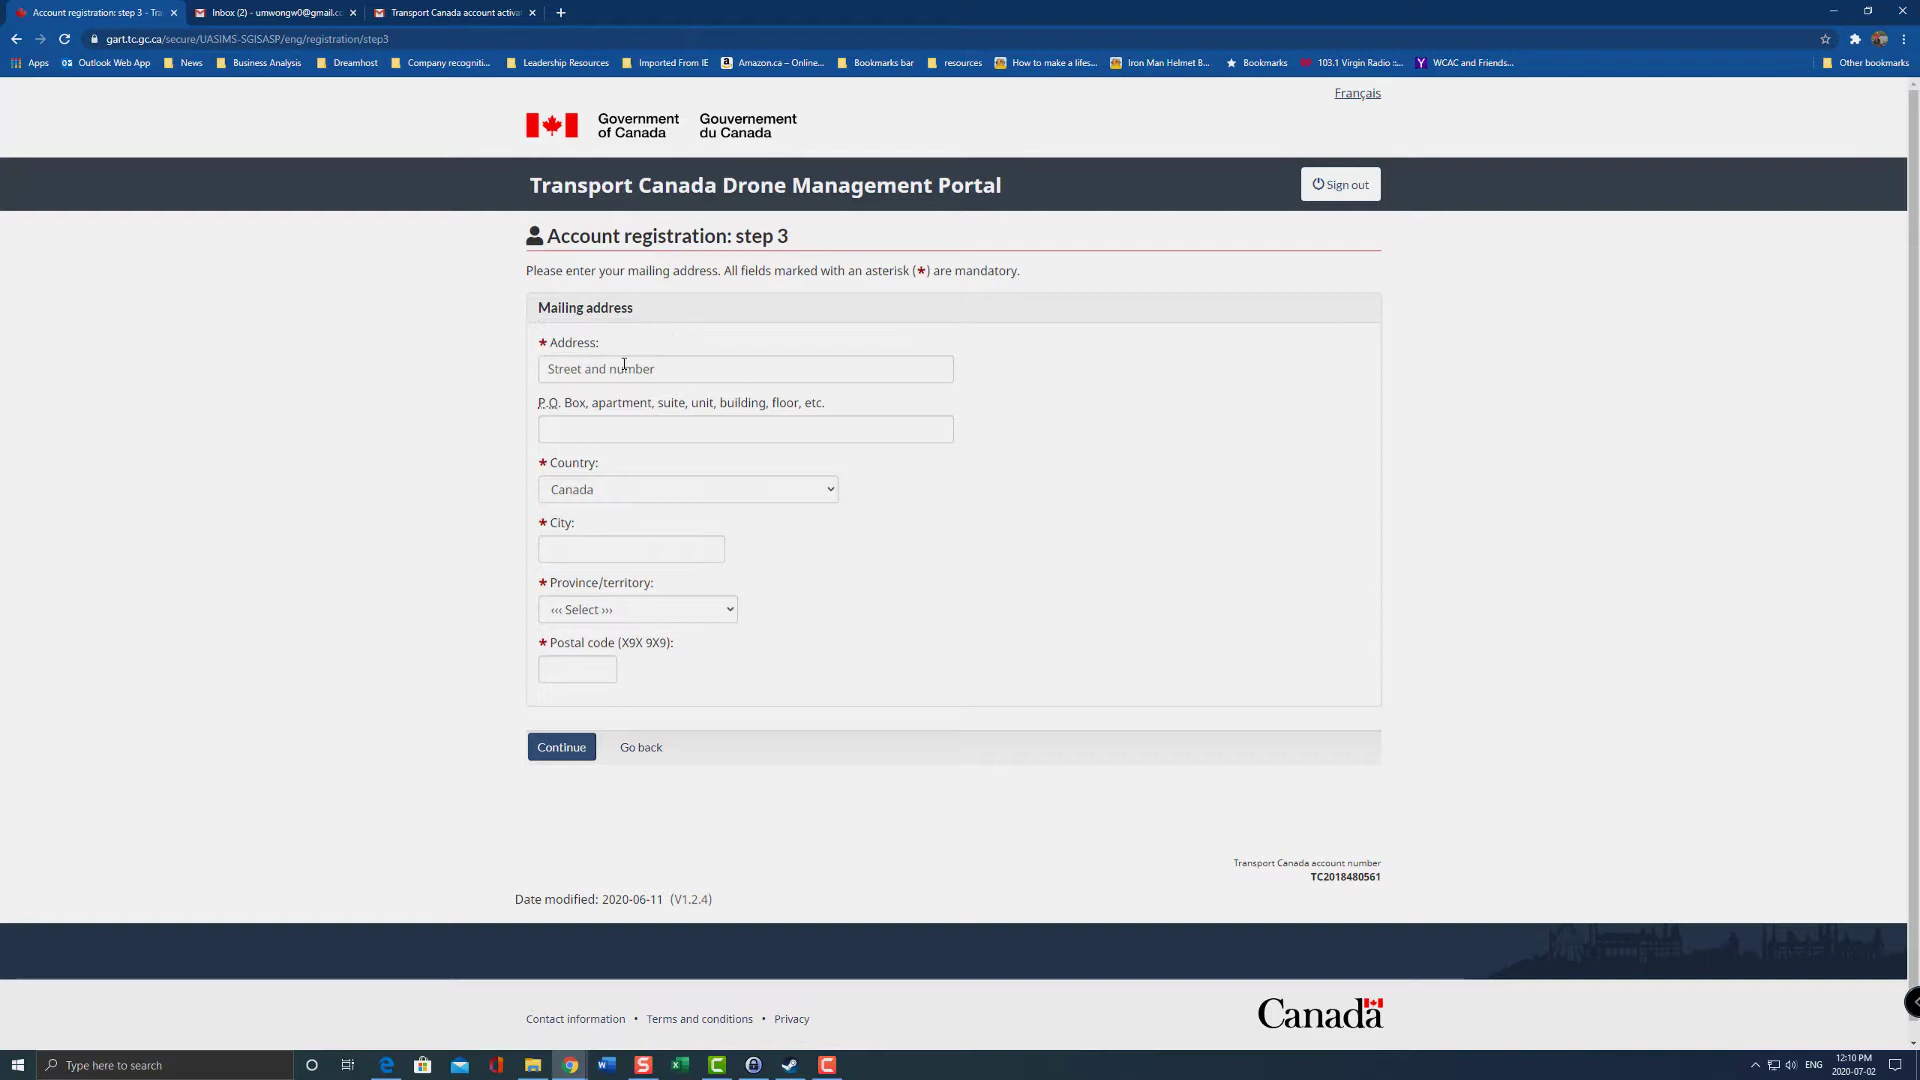 Account registration: step 3 - Tra
Inbox (2) - umwongw0@gmail.c
Transport Canada account activa
gart.tc.gc.ca/secure/UASIMS-SGISASP/eng/registration/step3
Apps
Outlook Web App
News
Business Analysis
Dreamhost
Company recogniti...
Leadership Resources
Imported From IE
Amazon.ca – Online...
Bookmarks bar
resources
How to make a lifes...
Iron Man Helmet B...
Bookmarks
103.1 Virgin Radio ::...
WCAC and Friends...
Other bookmarks
Français
Government of Canada
Gouvernement du Canada
Transport Canada Drone Management Portal
Sign out
Account registration: step 3
Please enter your mailing address. All fields marked with an asterisk (*) are mandatory.
Mailing address
* Address:
Street and number
P.O. Box, apartment, suite, unit, building, floor, etc.
* Country:
Canada
* City:
* Province/territory:
‹‹‹ Select ›››
* Postal code (X9X 9X9):
Continue
Go back
Transport Canada account number
TC2018480561
Date modified: 2020-06-11 (V1.2.4)
Contact information • Terms and conditions • Privacy
Canada
Type here to search
ENG
12:10 PM
2020-07-02